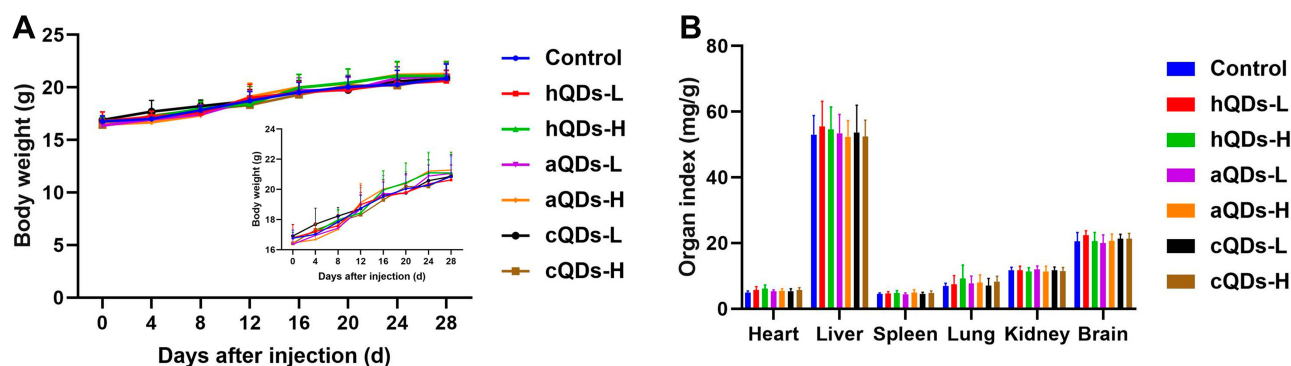 A
Body weight (g)
25
20
15
10
5
0
0 4 8 12 16 20 24 28
Days after injection (d)
Body weight (g)
24
22
20
18
16
0 4 8 12 16 20 24 28
Days after injection (d)
Control
hQDs-L
hQDs-H
aQDs-L
aQDs-H
cQDs-L
cQDs-H
B
Organ index (mg/g)
80
60
40
20
0
Heart Liver Spleen Lung Kidney Brain
Control
hQDs-L
hQDs-H
aQDs-L
aQDs-H
cQDs-L
cQDs-H